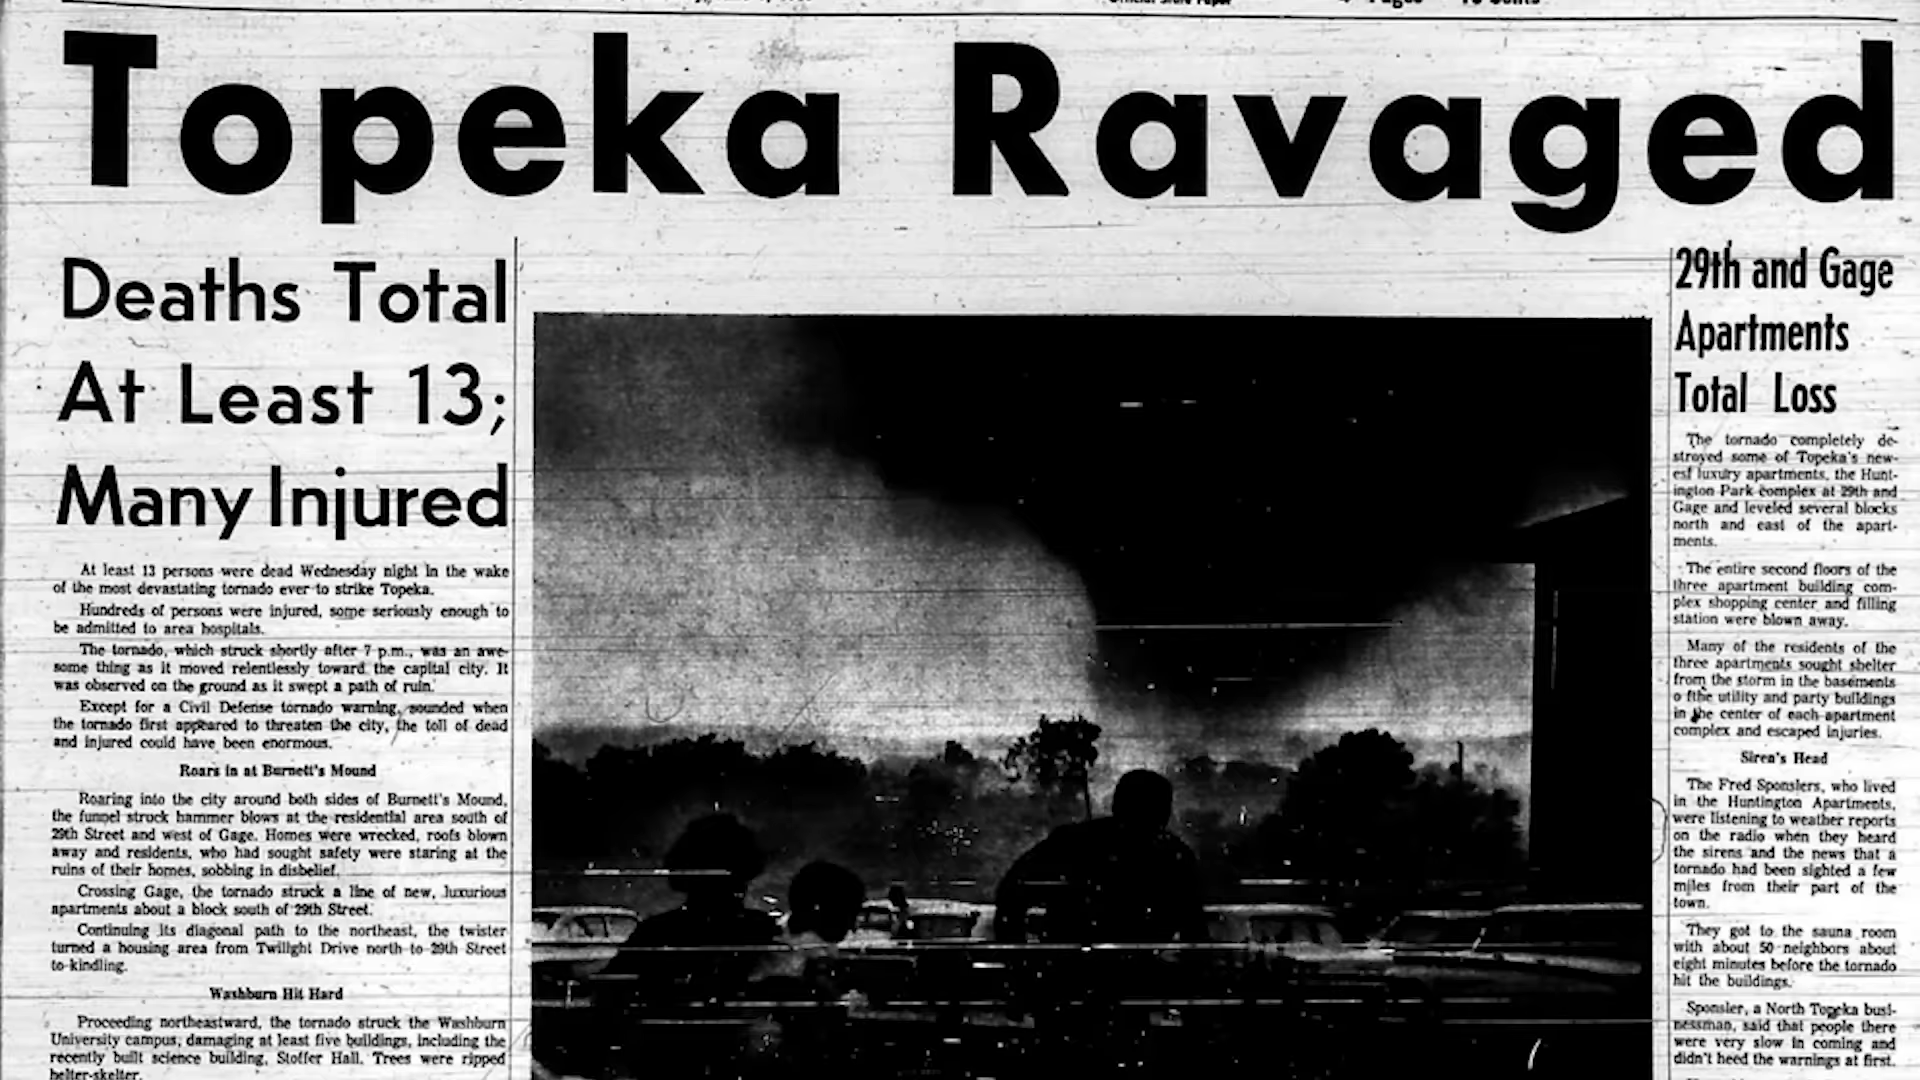 Official State Paper
Pages 10 Cents
Topeka Ravaged
Deaths Total
At Least 13;
Many Injured
At least 13 persons were dead Wednesday night in the wake
of the most devastating tornado ever to strike Topeka.
Hundreds of persons were injured, some seriously enough to
be admitted to area hospitals.
The tornado, which struck shortly after 7 p.m., was an awe-
some thing as it moved relentlessly toward the capital city. It
was observed on the ground as it swept a path of ruin.
Except for a Civil Defense tornado warning, sounded when
the tornado first appeared to threaten the city, the toll of dead
and injured could have been enormous.
Roars in at Burnett's Mound
Roaring into the city around both sides of Burnett's Mound,
the funnel struck hammer blows at the residential area south of
29th Street and west of Gage. Homes were wrecked, roofs blown
away and residents, who had sought safety were staring at the
ruins of their homes, sobbing in disbelief.
Crossing Gage, the tornado struck a line of new, luxurious
apartments about a block south of 29th Street.
Continuing its diagonal path to the northeast, the twister
turned a housing area from Twilight Drive north to 29th Street
to kindling.
Washburn Hit Hard
Proceeding northeastward, the tornado struck the Washburn
University campus, damaging at least five buildings, including the
recently built science building, Stoffer Hall. Trees were ripped
helter-skelter.
29th and Gage
Apartments
Total Loss
The tornado completely de-
stroyed some of Topeka's new-
est luxury apartments, the Hunt-
ington Park complex at 29th and
Gage and leveled several blocks
north and east of the apart-
ments.
The entire second floors of the
three apartment building com-
plex shopping center and filling
station were blown away.
Many of the residents of the
three apartments sought shelter
from the storm in the basements
o fthe utility and party buildings
in the center of each apartment
complex and escaped injuries.
Siren's Head
The Fred Sponslers, who lived
in the Huntington Apartments,
were listening to weather reports
on the radio when they heard
the sirens and the news that a
tornado had been sighted a few
miles from their part of the
town.
They got to the sauna room
with about 50 neighbors about
eight minutes before the tornado
hit the buildings.
Sponsler, a North Topeka busi-
nessman, said that people there
were very slow in coming and
didn't heed the warnings at first.